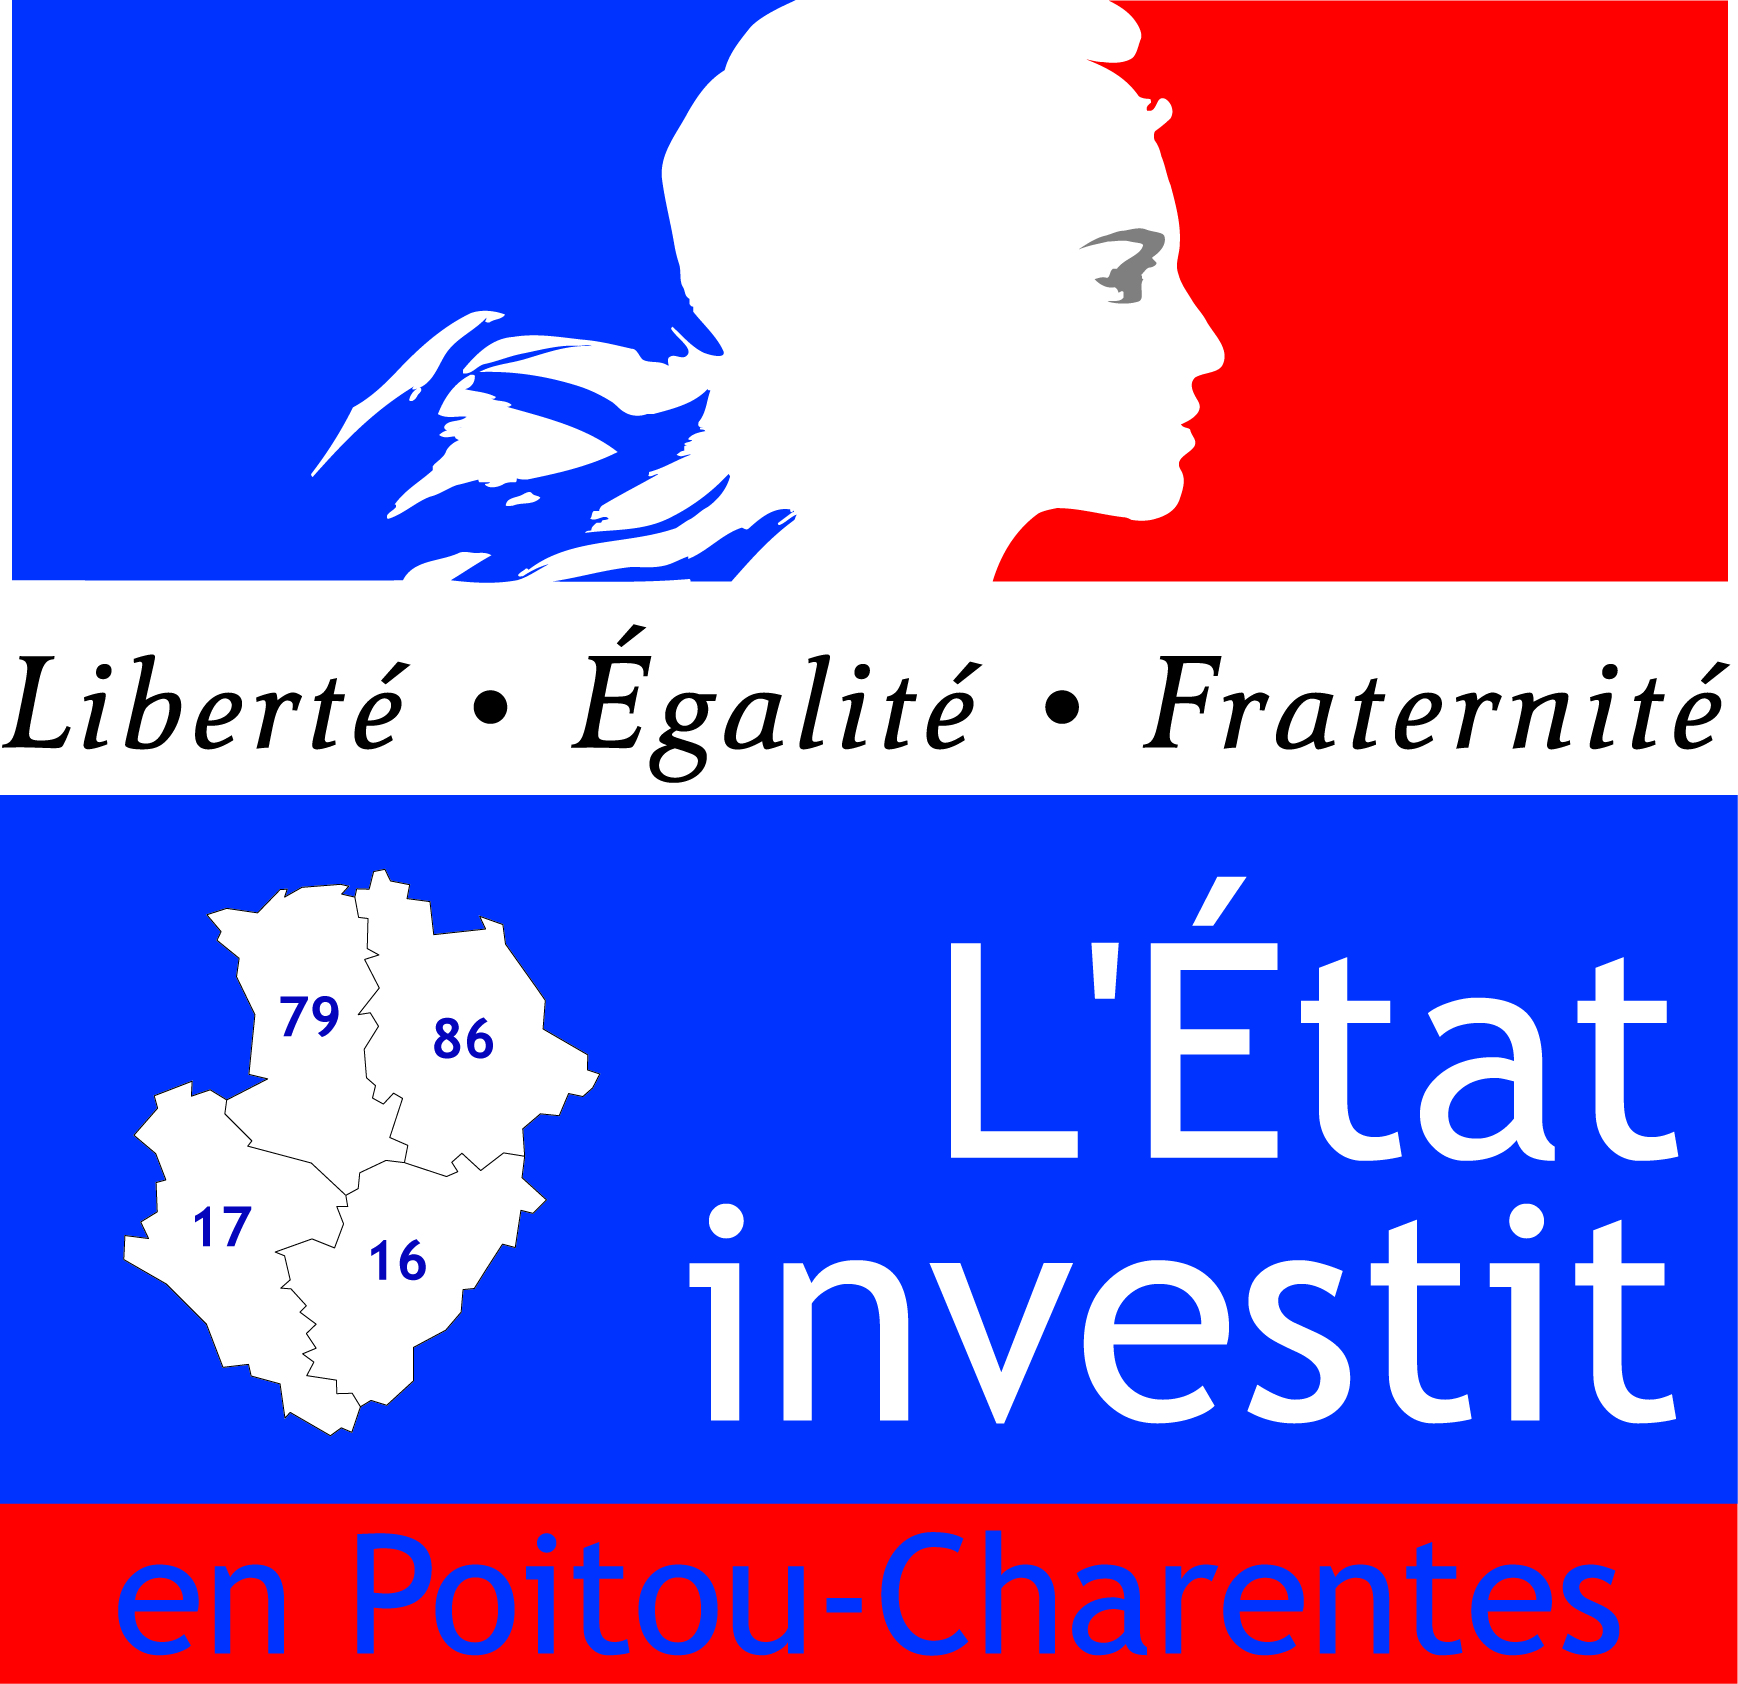 Liberté • Égalité • Fraternité
L'État
investit
79
86
17
16
en Poitou-Charentes